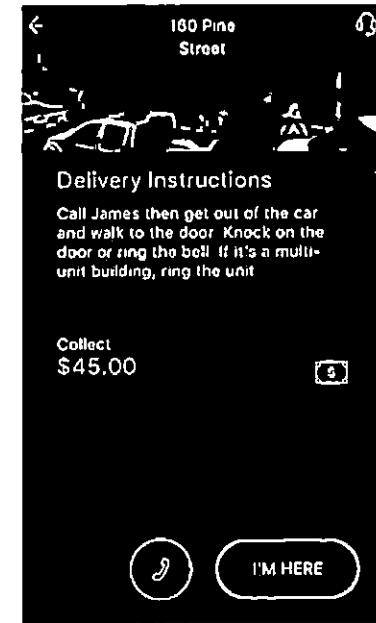 160 Pine
Street
Delivery Instructions
Call James then get out of the car
and walk to the door. Knock on the
door or ring the bell. If it's a multi-
unit building, ring the unit
Collect
$45.00
$
I'M HERE